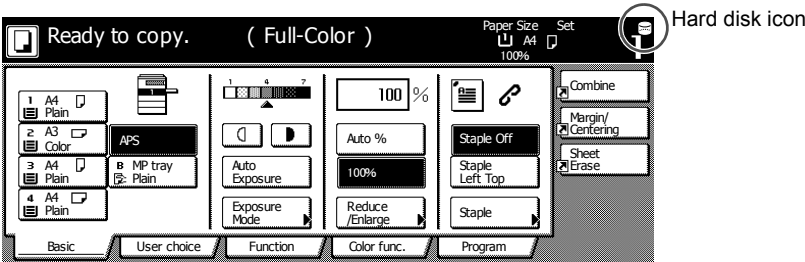 Ready to copy.
( Full-Color )
Paper Size
Set
A4
100%
Hard disk icon
1 A4
Plain
2 A3
Color
3 A4
Plain
4 A4
Plain
APS
B MP tray
Plain
1 4 7
Auto
Exposure
Exposure
Mode
100 %
Auto %
100%
Reduce
/Enlarge
Staple Off
Staple
Left Top
Staple
Combine
Margin/
Centering
Sheet
Erase
Basic
User choice
Function
Color func.
Program